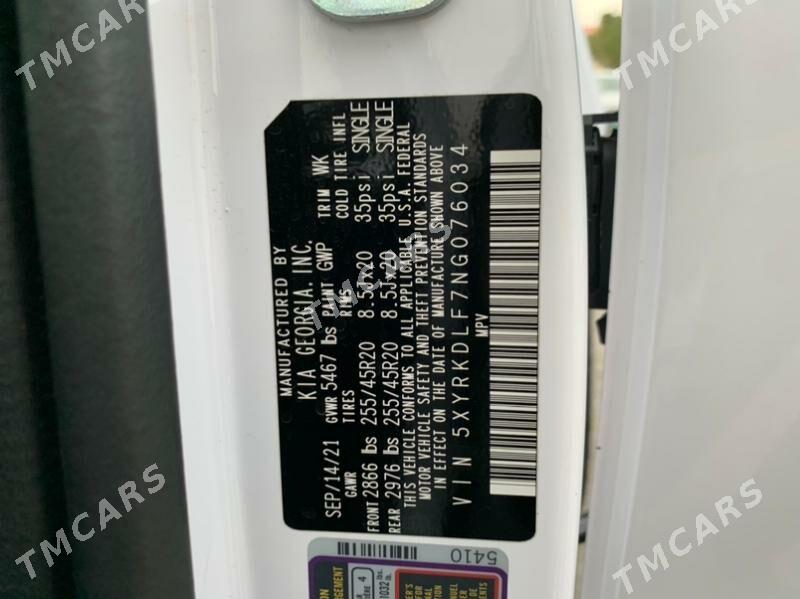 MANUFACTURED BY
KIA GEORGIA. INC.
SEP/14/21 GVWR 5467 lbs PAINT GWP TRIM WK
GAWR TIRES RIMS COLD TIRE INFL
FRONT 2866 lbs 255/45R20 8.5Jx20 35psi SINGLE
REAR 2976 lbs 255/45R20 8.5Jx20 35psi SINGLE
THIS VEHICLE CONFORMS TO ALL APPLICABLE U.S.A. FEDERAL
MOTOR VEHICLE SAFETY AND THEFT PREVENTION STANDARDS
IN EFFECT ON THE DATE OF MANUFACTURE SHOWN ABOVE
VIN 5XYRKDLF7NG076034
MPV
5410
TMCARS
TMCARS
TMCARS
TMCARS
TMCARS